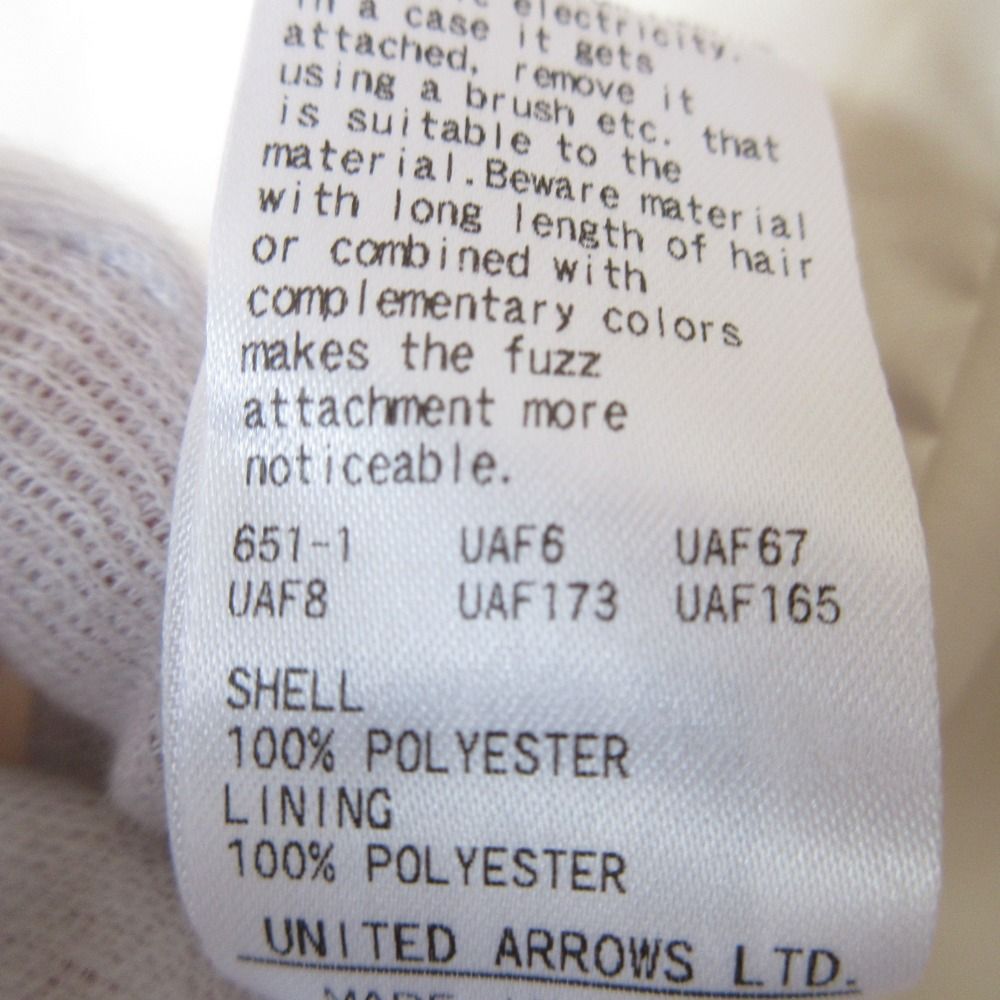 electricity.
in a case it gets
attached, remove it
using a brush etc. that
is suitable to the
material.Beware material
with long length of hair
or combined with
complementary colors
makes the fuzz
attachment more
noticeable.
651-1 UAF6 UAF67
UAF8 UAF173 UAF165
SHELL
100% POLYESTER
LINING
100% POLYESTER
UNITED ARROWS LTD.
MADE